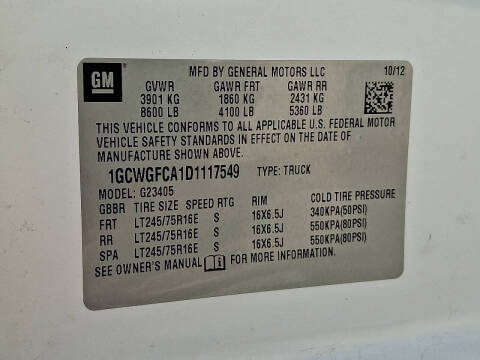 GM
MFD BY GENERAL MOTORS LLC 10/12
GVWR GAWR FRT GAWR RR
3901 KG 1860 KG 2431 KG
8600 LB 4100 LB 5360 LB
THIS VEHICLE CONFORMS TO ALL APPLICABLE U.S. FEDERAL MOTOR
VEHICLE SAFETY STANDARDS IN EFFECT ON THE DATE OF
MANUFACTURE SHOWN ABOVE.
1GCWGFCA1D1117549 TYPE: TRUCK
MODEL: G23405
GBBR TIRE SIZE SPEED RTG RIM COLD TIRE PRESSURE
FRT LT245/75R16E S 16X6.5J 340KPA(50PSI)
RR LT245/75R16E S 16X6.5J 550KPA(80PSI)
SPA LT245/75R16E S 16X6.5J 550KPA(80PSI)
SEE OWNER'S MANUAL FOR MORE INFORMATION.